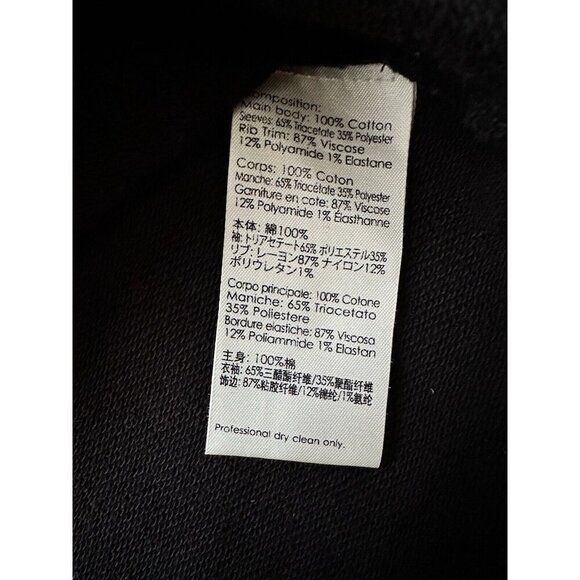 Composition:
Main body: 100% Cotton
Sleeves: 65% Triacetate 35% Polyester
Rib Trim: 87% Viscose
12% Polyamide 1% Elastane
Corps: 100% Coton
Manche: 65% Triacétate 35% Polyester
Garniture en cote: 87% Viscose
12% Polyamide 1% Élasthanne
本体: 綿100%
袖: トリアセテート65% ポリエステル35%
リブ: レーヨン87% ナイロン12%
ポリウレタン1%
Corpo principale: 100% Cotone
Maniche: 65% Triacetato
35% Poliestere
Bordure elastiche: 87% Viscosa
12% Poliammide 1% Elastan
主身: 100%棉
衣袖: 65%三醋酯纤维/35%聚酯纤维
饰边: 87%粘胶纤维/12%锦纶/1%氨纶
Professional dry clean only.